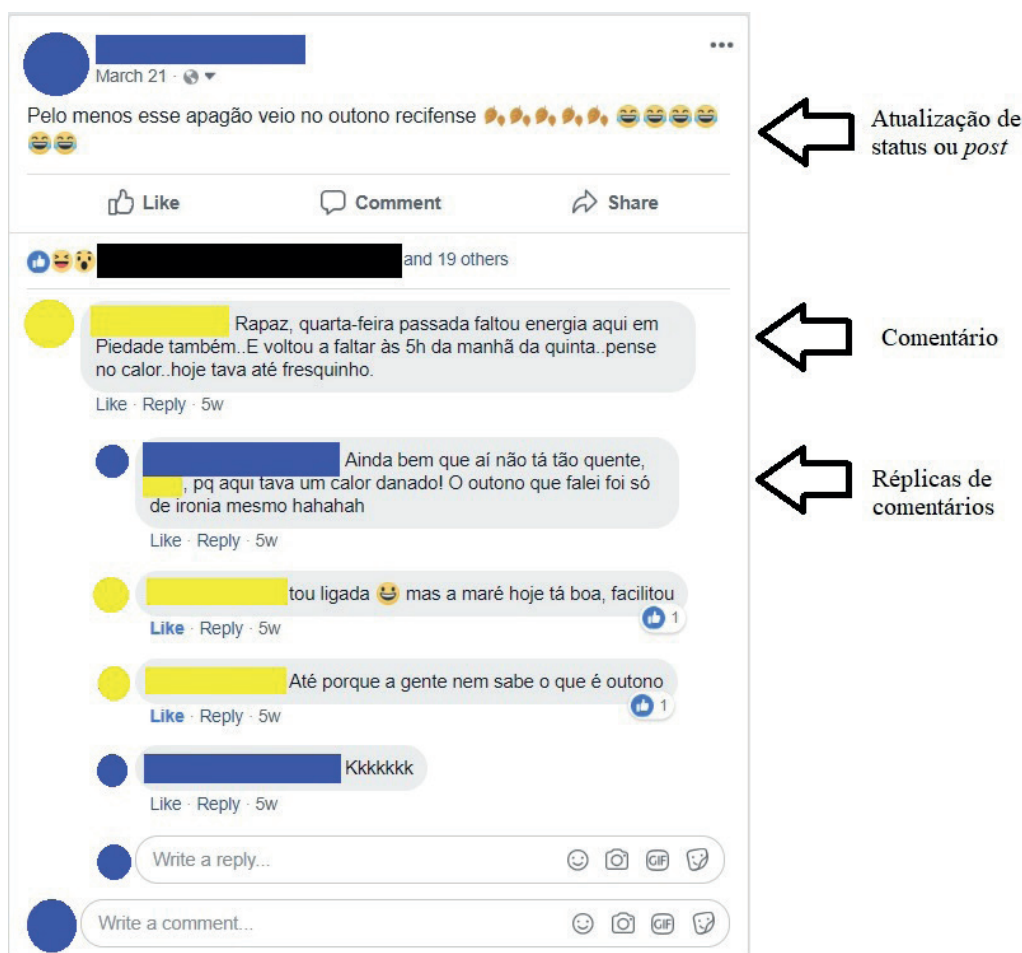 March 21 ·
Pelo menos esse apagão veio no outono recifense 🍂🍂🍂🍂🍂 😂😂😂😂
😂😂
Atualização de
status ou post
Like Comment Share
and 19 others
Rapaz, quarta-feira passada faltou energia aqui em
Piedade também..E voltou a faltar às 5h da manhã da quinta..pense
no calor..hoje tava até fresquinho.
Like · Reply · 5w
Comentário
Ainda bem que aí não tá tão quente,
, pq aqui tava um calor danado! O outono que falei foi só
de ironia mesmo hahahah
Like · Reply · 5w
Réplicas de
comentários
tou ligada 😃 mas a maré hoje tá boa, facilitou
1
Like · Reply · 5w
Até porque a gente nem sabe o que é outono
1
Like · Reply · 5w
Kkkkkkk
Like · Reply · 5w
Write a reply...
GIF
Write a comment...
GIF